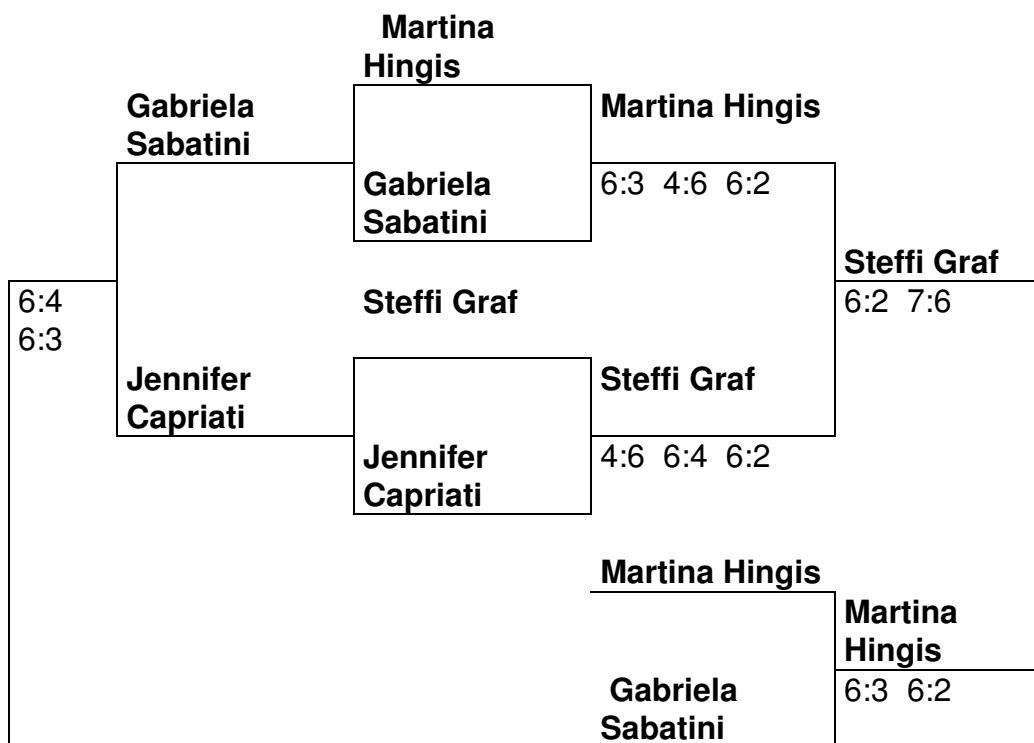 Martina
Hingis
Gabriela
Sabatini
Martina Hingis
Gabriela
Sabatini
6:3 4:6 6:2
Steffi Graf
6:2 7:6
6:4
6:3
Steffi Graf
Jennifer
Capriati
Steffi Graf
Jennifer
Capriati
4:6 6:4 6:2
Martina Hingis
Martina
Hingis
6:3 6:2
Gabriela
Sabatini